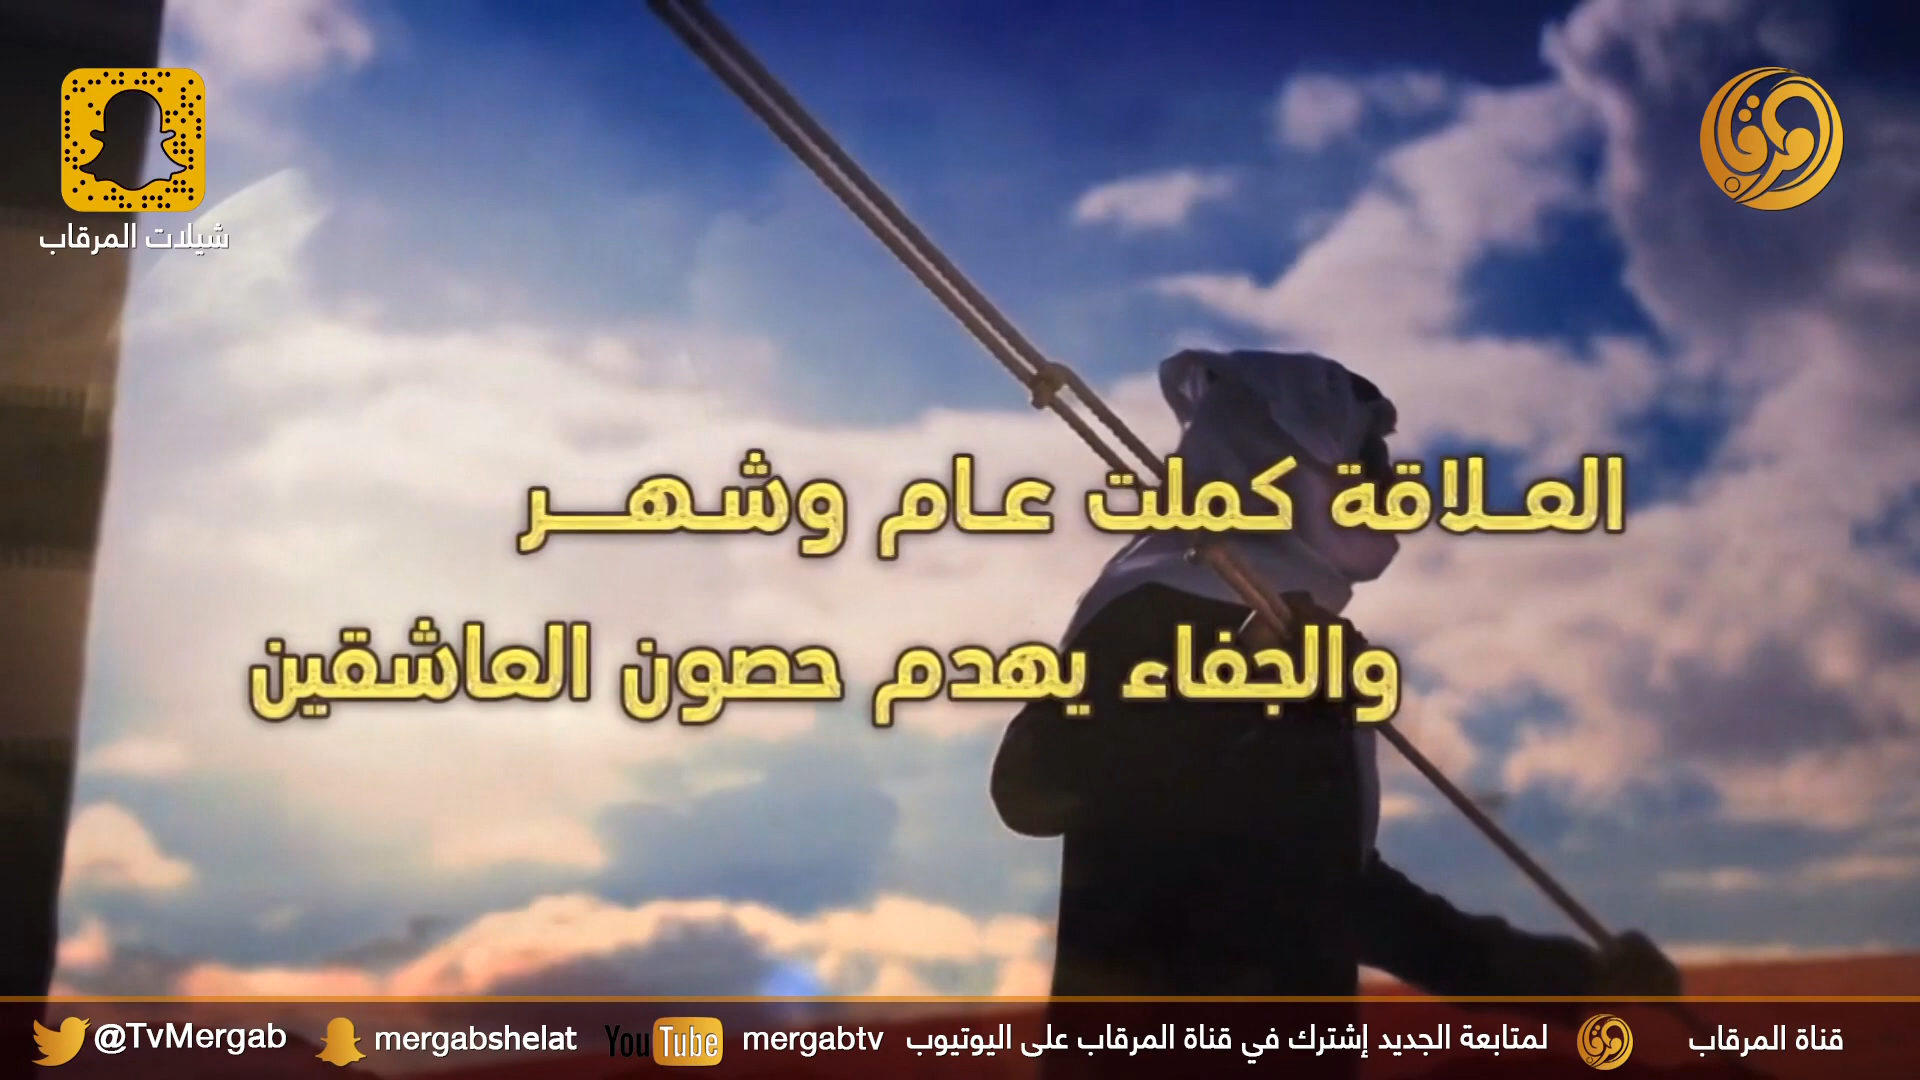 شيلات المرقاب
العلاقة كملت عام وشهر
والجفاء يهدم حصون العاشقين
@TvMergab mergabshelat YouTube mergabtv لمتابعة الجديد إشترك في قناة المرقاب على اليوتيوب قناة المرقاب